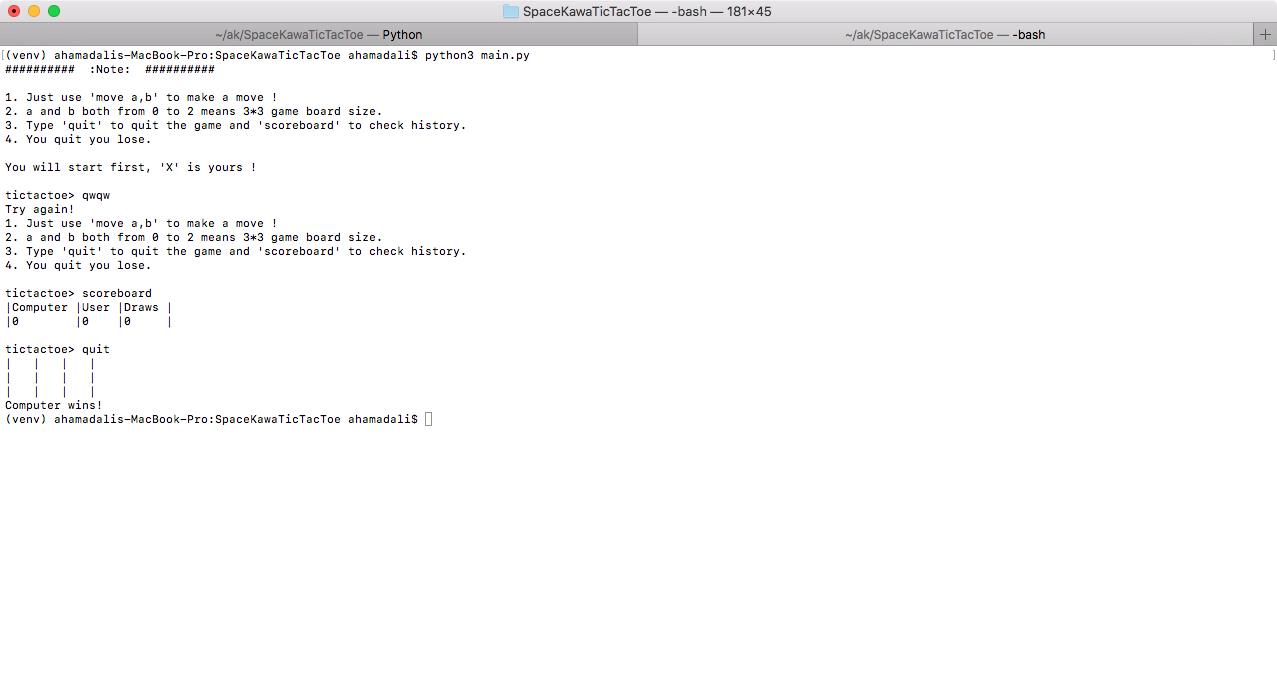 SpaceKawaTicTacToe — -bash — 181×45
~/ak/SpaceKawaTicTacToe — Python
~/ak/SpaceKawaTicTacToe — -bash
+
[(venv) ahamadalis-MacBook-Pro:SpaceKawaTicTacToe ahamadali$ python3 main.py ]
##########  :Note:  ##########
1. Just use 'move a,b' to make a move !
2. a and b both from 0 to 2 means 3*3 game board size.
3. Type 'quit' to quit the game and 'scoreboard' to check history.
4. You quit you lose.
You will start first, 'X' is yours !
tictactoe> qwqw
Try again!
1. Just use 'move a,b' to make a move !
2. a and b both from 0 to 2 means 3*3 game board size.
3. Type 'quit' to quit the game and 'scoreboard' to check history.
4. You quit you lose.
tictactoe> scoreboard
|Computer |User |Draws |
|0        |0    |0     |
tictactoe> quit
|   |   |   |
|   |   |   |
|   |   |   |
Computer wins!
(venv) ahamadalis-MacBook-Pro:SpaceKawaTicTacToe ahamadali$